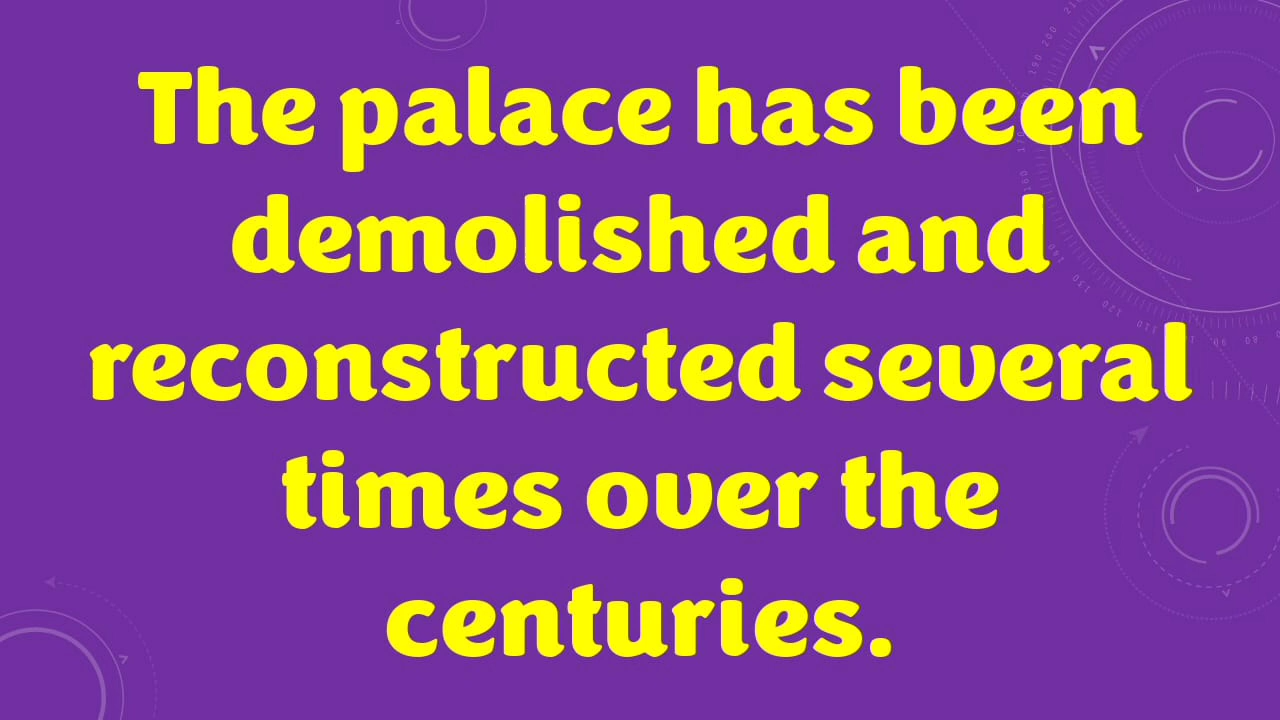 The palace has been
demolished and
reconstructed several
times over the
centuries.